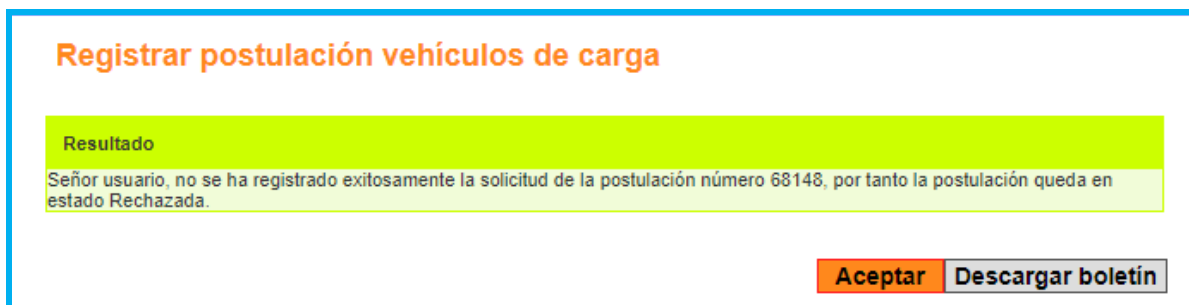 Registrar postulación vehículos de carga
Resultado
Señor usuario, no se ha registrado exitosamente la solicitud de la postulación número 68148, por tanto la postulación queda en
estado Rechazada.
Aceptar Descargar boletín